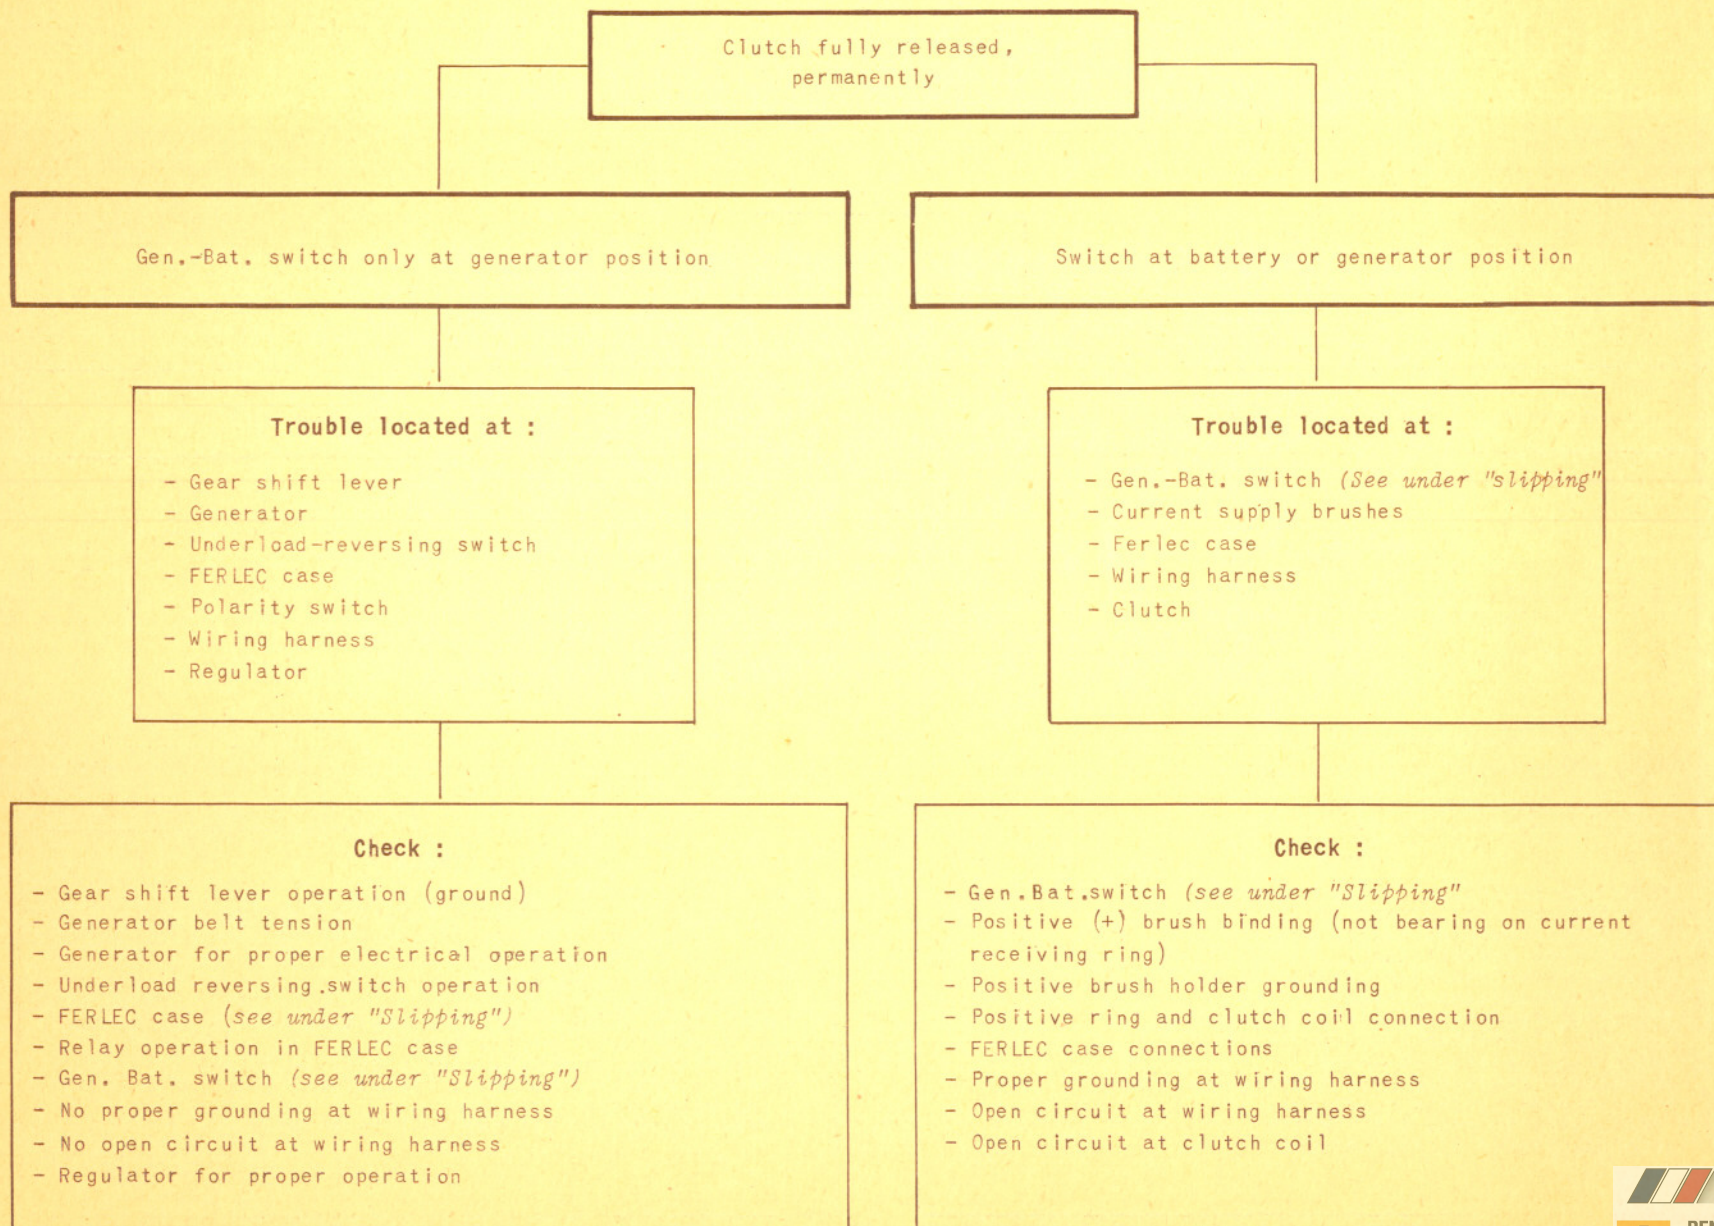 Clutch fully released,
permanently
Gen.-Bat. switch only at generator position
Switch at battery or generator position
Trouble located at :
- Gear shift lever
- Generator
- Underload-reversing switch
- FERLEC case
- Polarity switch
- Wiring harness
- Regulator
Trouble located at :
- Gen.-Bat. switch (See under "slipping"
- Current supply brushes
- Ferlec case
- Wiring harness
- Clutch
Check :
- Gear shift lever operation (ground)
- Generator belt tension
- Generator for proper electrical operation
- Underload reversing.switch operation
- FERLEC case (see under "Slipping")
- Relay operation in FERLEC case
- Gen. Bat. switch (see under "Slipping")
- No proper grounding at wiring harness
- No open circuit at wiring harness
- Regulator for proper operation
Check :
- Gen.Bat.switch (see under "Slipping"
- Positive (+) brush binding (not bearing on current
receiving ring)
- Positive brush holder grounding
- Positive ring and clutch coil connection
- FERLEC case connections
- Proper grounding at wiring harness
- Open circuit at wiring harness
- Open circuit at clutch coil